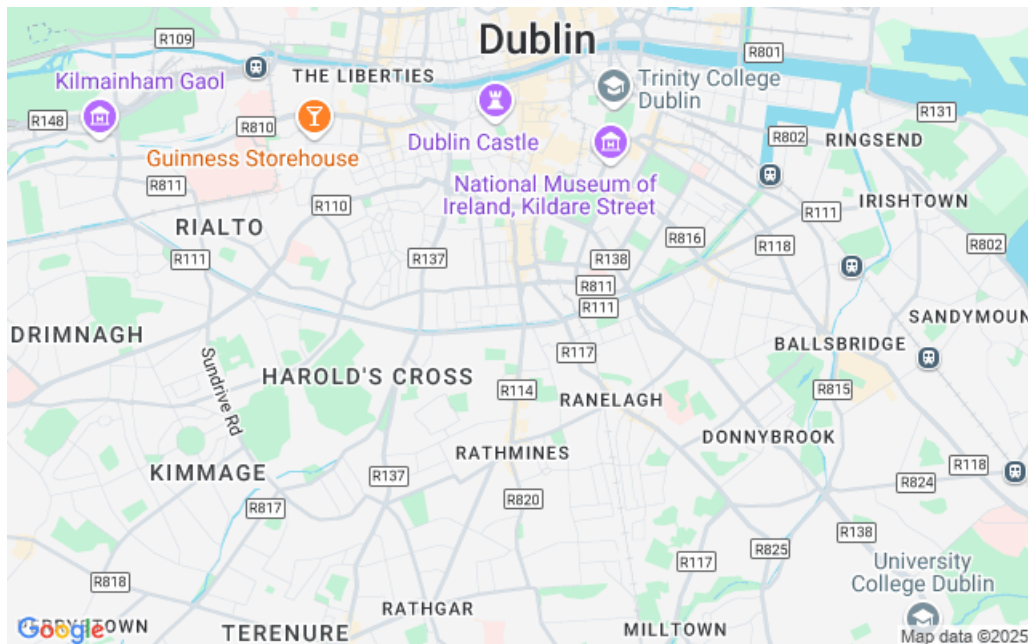 Dublin
R109
R801
THE LIBERTIES
Kilmainham Gaol
Trinity College
Dublin
R148
R810
R131
Dublin Castle
R802
RINGSEND
Guinness Storehouse
National Museum of
Ireland, Kildare Street
R811
R110
IRISHTOWN
R111
RIALTO
R816
R118
R802
R111
R137
R138
R811
R111
SANDYMOUN
DRIMNAGH
BALLSBRIDGE
R117
Sundrive Rd
HAROLD'S CROSS
R114
R815
RANELAGH
DONNYBROOK
RATHMINES
R118
KIMMAGE
R137
R824
R820
R817
R138
R825
R117
University
College Dublin
R818
RATHGAR
Google
TOWN
TERENURE
MILLTOWN
Map data ©2025